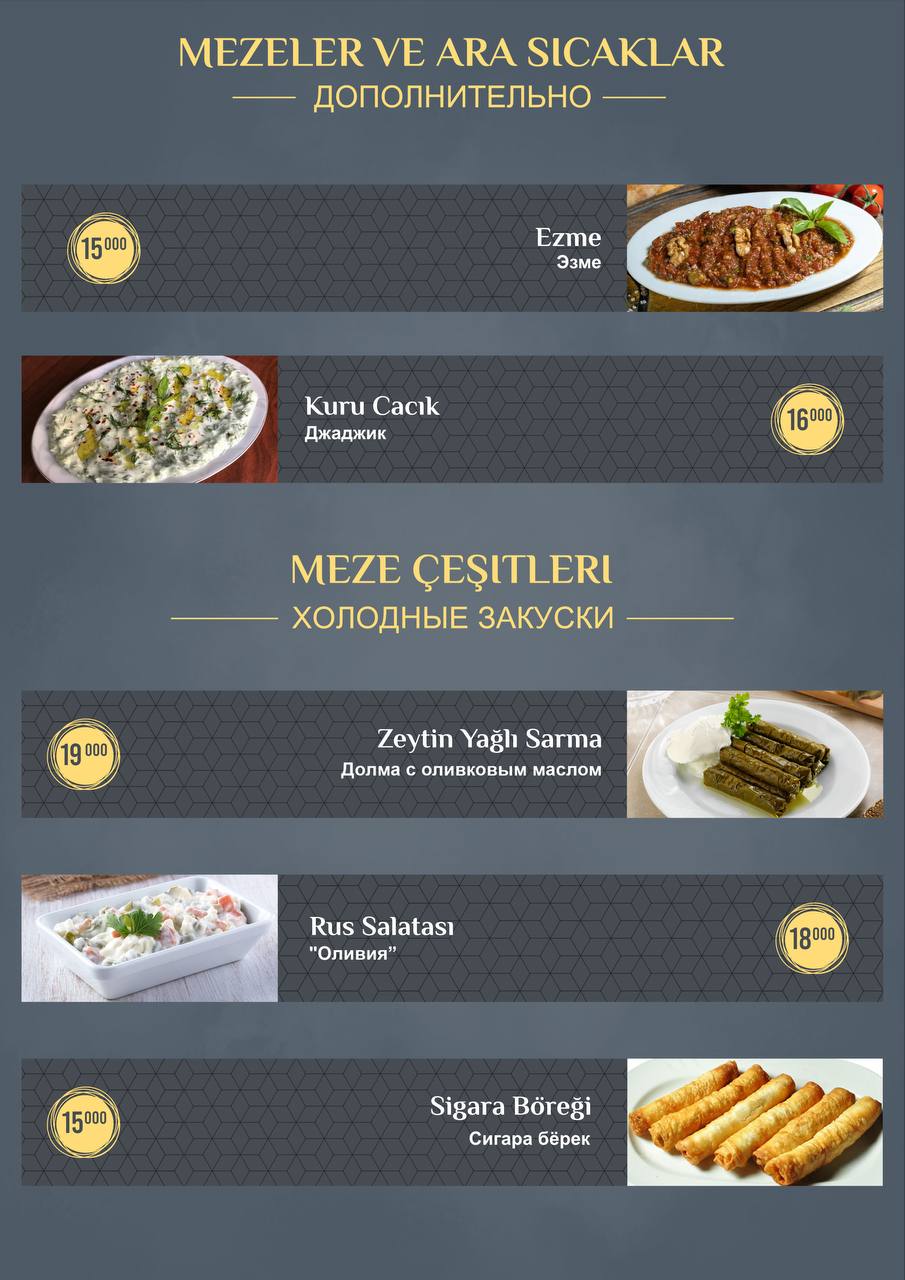 MEZELER VE ARA SICAKLAR
ДОПОЛНИТЕЛЬНО
15 000
Ezme
Эзме
Kuru Cacık
Джаджик
16 000
MEZE ÇEŞITLERI
ХОЛОДНЫЕ ЗАКУСКИ
19 000
Zeytin Yağlı Sarma
Долма с оливковым маслом
Rus Salatası
"Оливия”
18 000
15 000
Sigara Böreği
Сигара бёрек